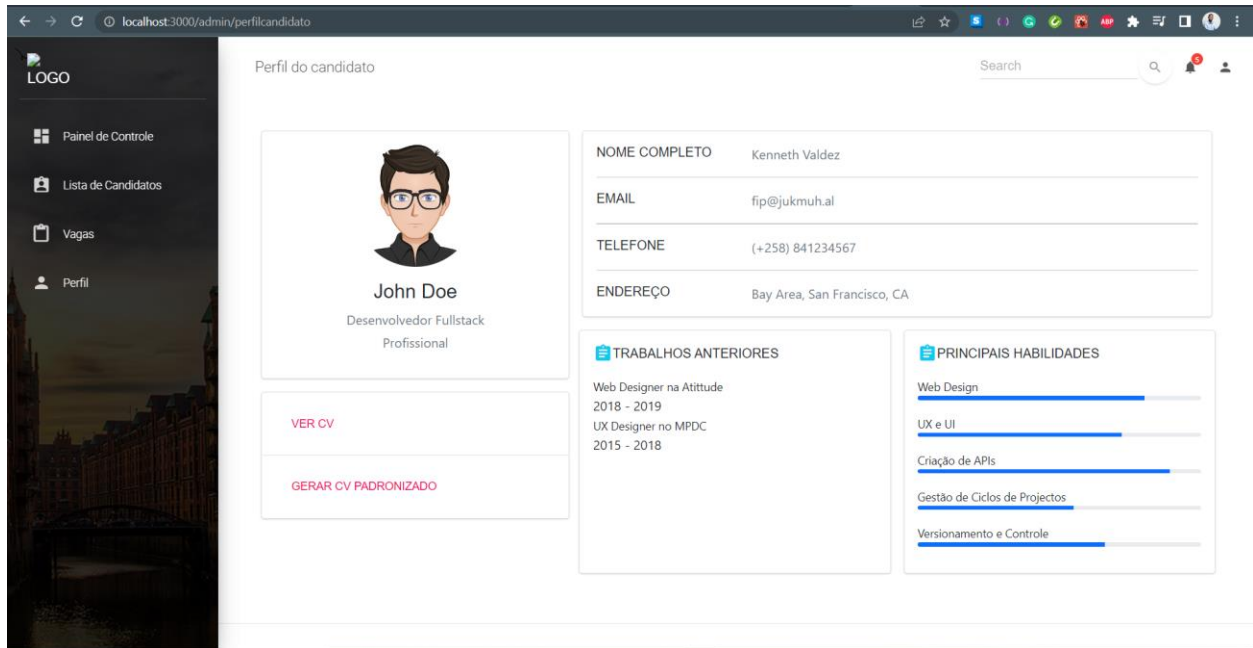 localhost:3000/admin/perfilcandidato
ABP
LOGO
Perfil do candidato
Search
5
Painel de Controle
Lista de Candidatos
Vagas
Perfil
John Doe
Desenvolvedor Fullstack
Profissional
VER CV
GERAR CV PADRONIZADO
NOME COMPLETO Kenneth Valdez
EMAIL fip@jukmuh.al
TELEFONE (+258) 841234567
ENDEREÇO Bay Area, San Francisco, CA
TRABALHOS ANTERIORES
Web Designer na Atittude
2018 - 2019
UX Designer no MPDC
2015 - 2018
PRINCIPAIS HABILIDADES
Web Design
UX e UI
Criação de APIs
Gestão de Ciclos de Projectos
Versionamento e Controle